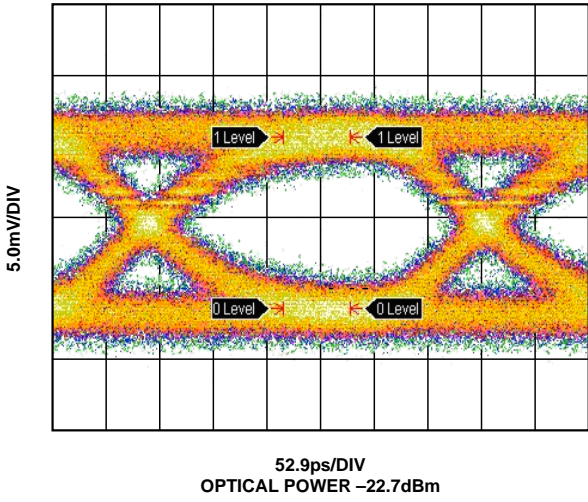 1 Level
1 Level
5.0mV/DIV
0 Level
0 Level
52.9ps/DIV
OPTICAL POWER –22.7dBm